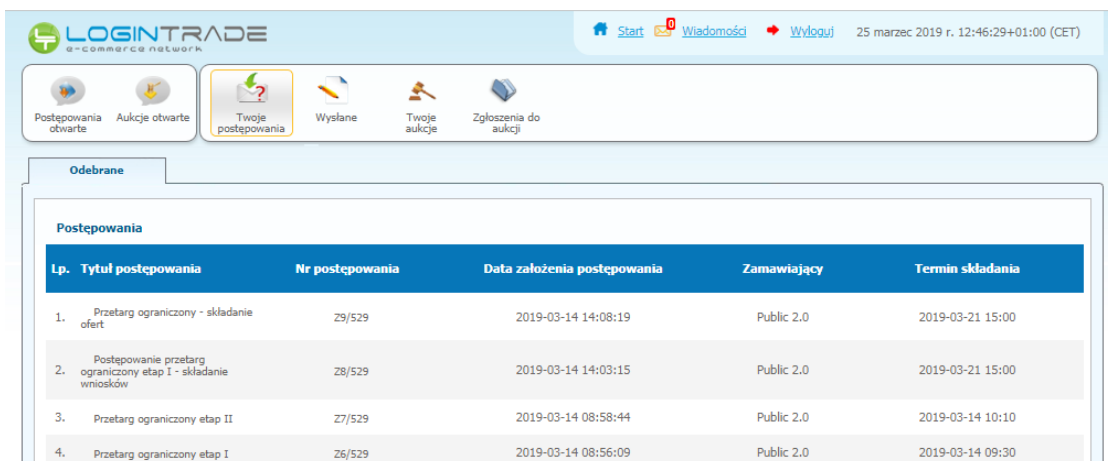 LOGINTRADE
e-commerce network
Start 0 Wiadomości Wyloguj 25 marzec 2019 r. 12:46:29+01:00 (CET)
Postępowania otwarte
Aukcje otwarte
Twoje postępowania
Wysłane
Twoje aukcje
Zgłoszenia do aukcji
Odebrane
Postępowania
Lp. Tytuł postępowania Nr postępowania Data założenia postępowania Zamawiający Termin składania
1. Przetarg ograniczony - składanie ofert Z9/529 2019-03-14 14:08:19 Public 2.0 2019-03-21 15:00
2. Postępowanie przetarg ograniczony etap I - składanie wniosków Z8/529 2019-03-14 14:03:15 Public 2.0 2019-03-21 15:00
3. Przetarg ograniczony etap II Z7/529 2019-03-14 08:58:44 Public 2.0 2019-03-14 10:10
4. Przetarg ograniczony etap I Z6/529 2019-03-14 08:56:09 Public 2.0 2019-03-14 09:30